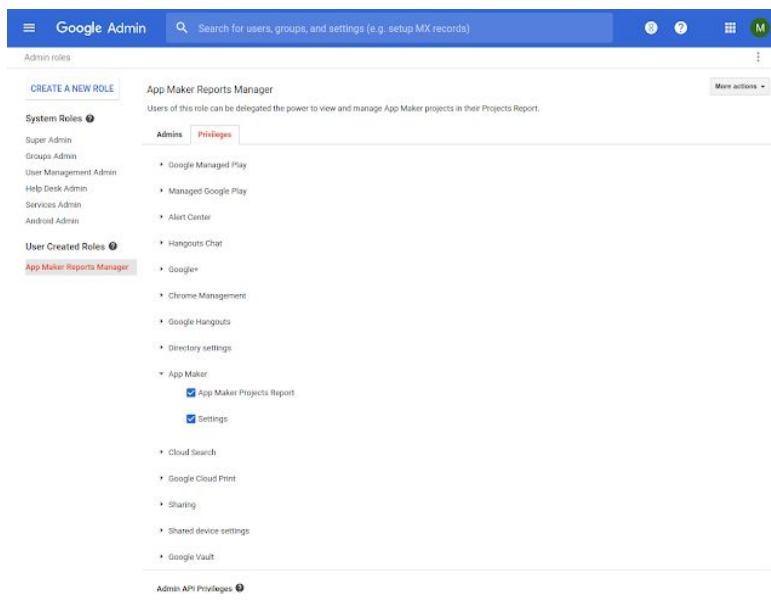 Google Admin
Search for users, groups, and settings (e.g. setup MX records)
8
?
M
Admin roles
CREATE A NEW ROLE
System Roles ?
Super Admin
Groups Admin
User Management Admin
Help Desk Admin
Services Admin
Android Admin
User Created Roles ?
App Maker Reports Manager
App Maker Reports Manager
More actions
Users of this role can be delegated the power to view and manage App Maker projects in their Projects Report.
Admins
Privileges
Google Managed Play
Managed Google Play
Alert Center
Hangouts Chat
Google+
Chrome Management
Google Hangouts
Directory settings
App Maker
App Maker Projects Report
Settings
Cloud Search
Google Cloud Print
Sharing
Shared device settings
Google Vault
Admin API Privileges ?